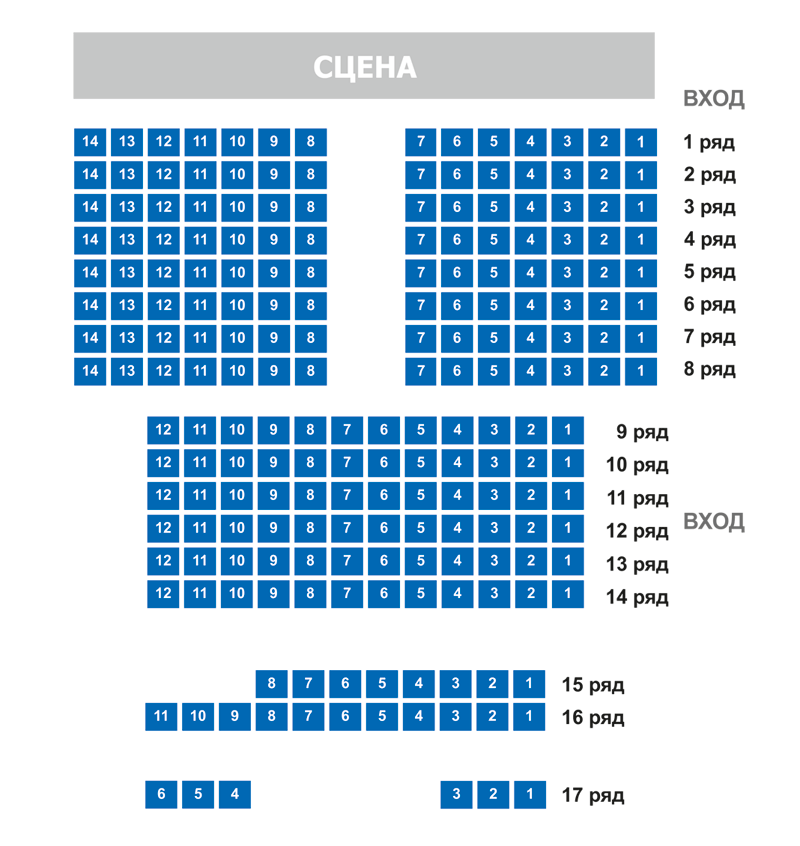 СЦЕНА
ВХОД
14 13 12 11 10 9 8 7 6 5 4 3 2 1 1 ряд
14 13 12 11 10 9 8 7 6 5 4 3 2 1 2 ряд
14 13 12 11 10 9 8 7 6 5 4 3 2 1 3 ряд
14 13 12 11 10 9 8 7 6 5 4 3 2 1 4 ряд
14 13 12 11 10 9 8 7 6 5 4 3 2 1 5 ряд
14 13 12 11 10 9 8 7 6 5 4 3 2 1 6 ряд
14 13 12 11 10 9 8 7 6 5 4 3 2 1 7 ряд
14 13 12 11 10 9 8 7 6 5 4 3 2 1 8 ряд
12 11 10 9 8 7 6 5 4 3 2 1 9 ряд
12 11 10 9 8 7 6 5 4 3 2 1 10 ряд
12 11 10 9 8 7 6 5 4 3 2 1 11 ряд
ВХОД
12 11 10 9 8 7 6 5 4 3 2 1 12 ряд
12 11 10 9 8 7 6 5 4 3 2 1 13 ряд
12 11 10 9 8 7 6 5 4 3 2 1 14 ряд
8 7 6 5 4 3 2 1 15 ряд
11 10 9 8 7 6 5 4 3 2 1 16 ряд
6 5 4 3 2 1 17 ряд